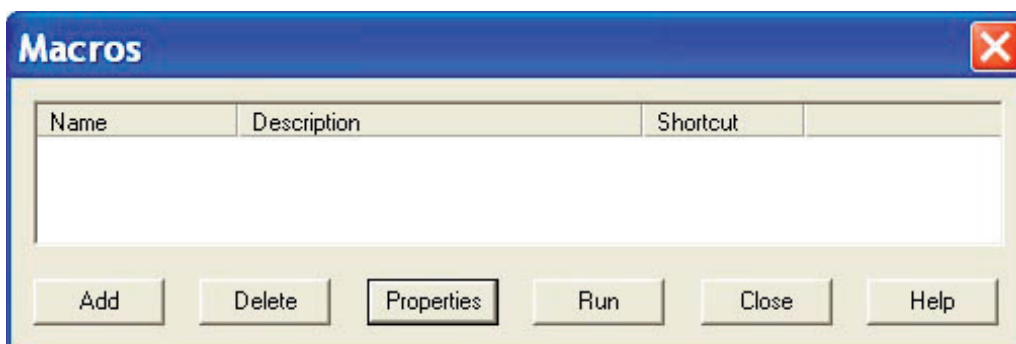 Macros
Name Description Shortcut
Add Delete Properties Run Close Help